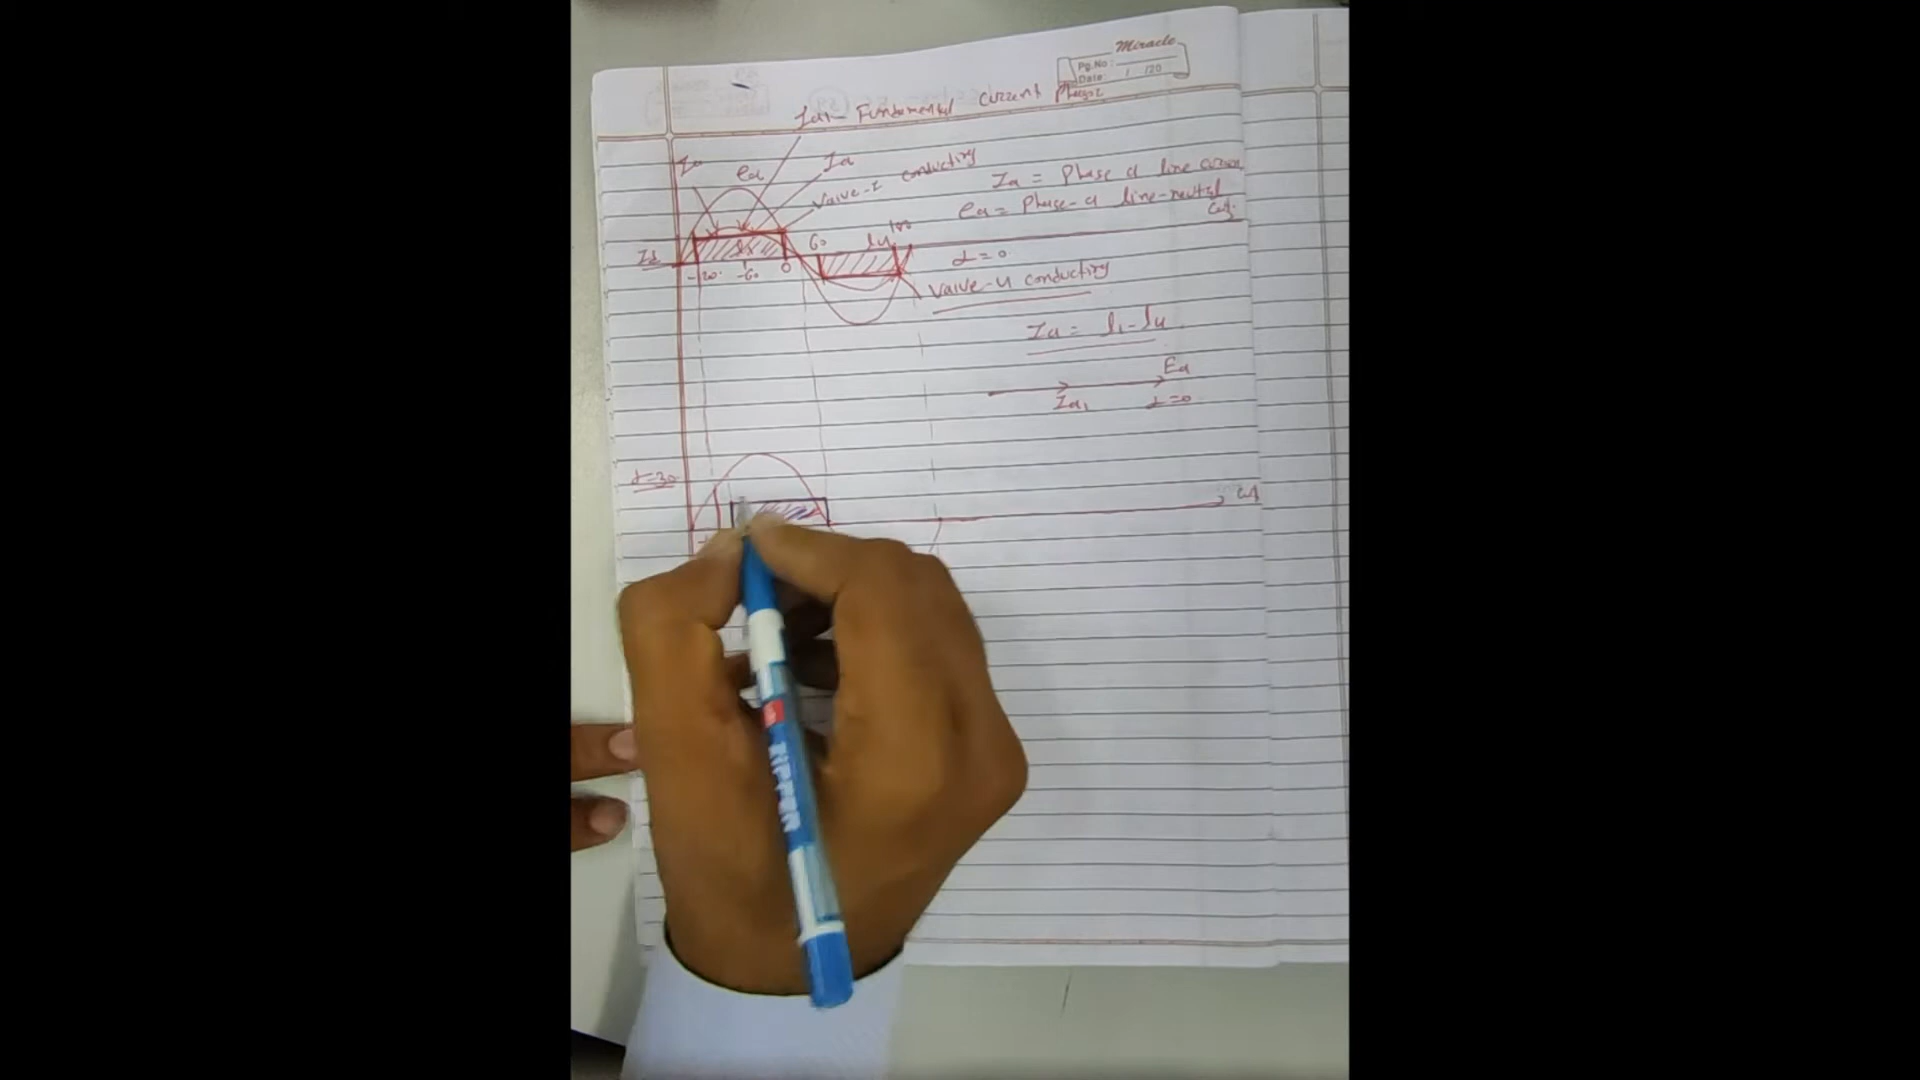 Miracle
Pg.No :
Date: / /20
Ia1- Fundamental current phasor
ea
Ia
Valve-1 conducting
Ia = Phase a line current
ea = Phase-a line-neutral
Id
-120 -60 0
60
180
α=0
Valve-4 conducting
Ia = i1-i4
Ea
Ia1 α=0
α=30
ωt
ZIPPER